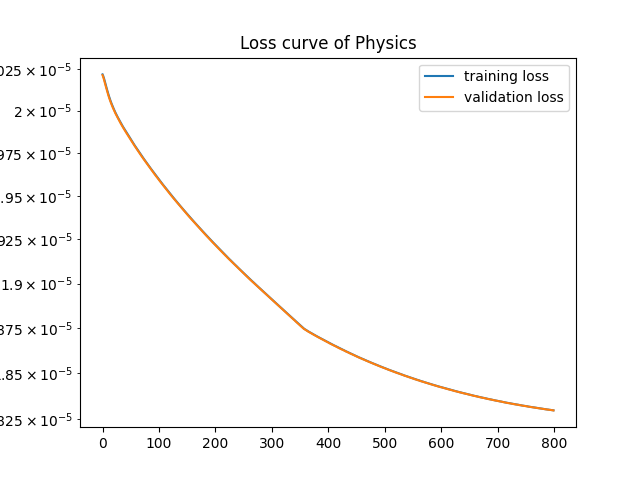 Loss curve of Physics
training loss
validation loss
025 × 10⁻⁵
2 × 10⁻⁵
975 × 10⁻⁵
.95 × 10⁻⁵
925 × 10⁻⁵
1.9 × 10⁻⁵
875 × 10⁻⁵
.85 × 10⁻⁵
825 × 10⁻⁵
0 100 200 300 400 500 600 700 800